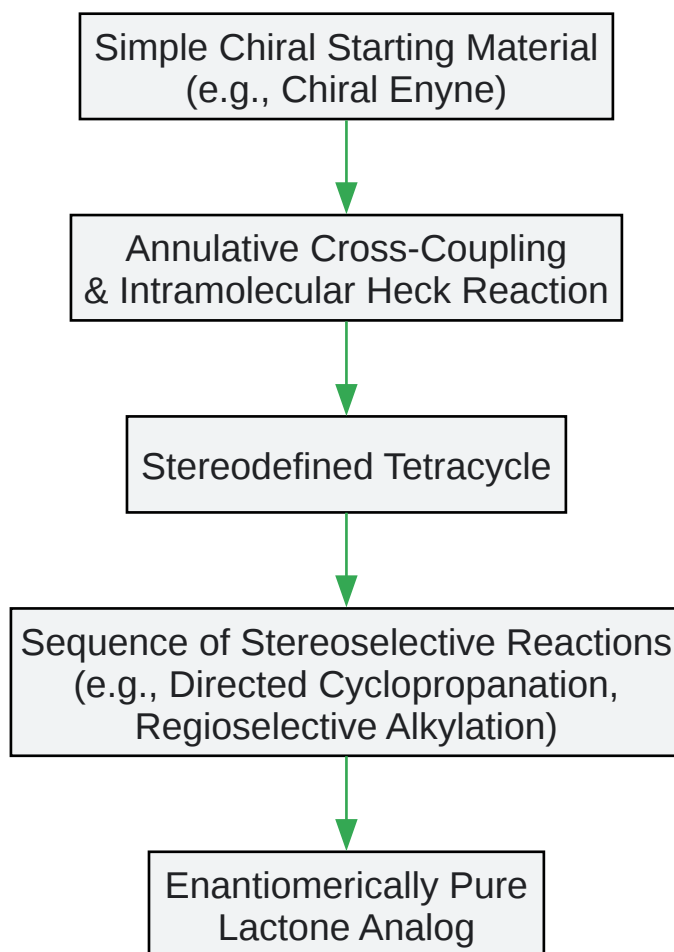 Simple Chiral Starting Material
(e.g., Chiral Enyne)
Annulative Cross-Coupling
& Intramolecular Heck Reaction
Stereodefined Tetracycle
Sequence of Stereoselective Reactions
(e.g., Directed Cyclopropanation,
Regioselective Alkylation)
Enantiomerically Pure
Lactone Analog